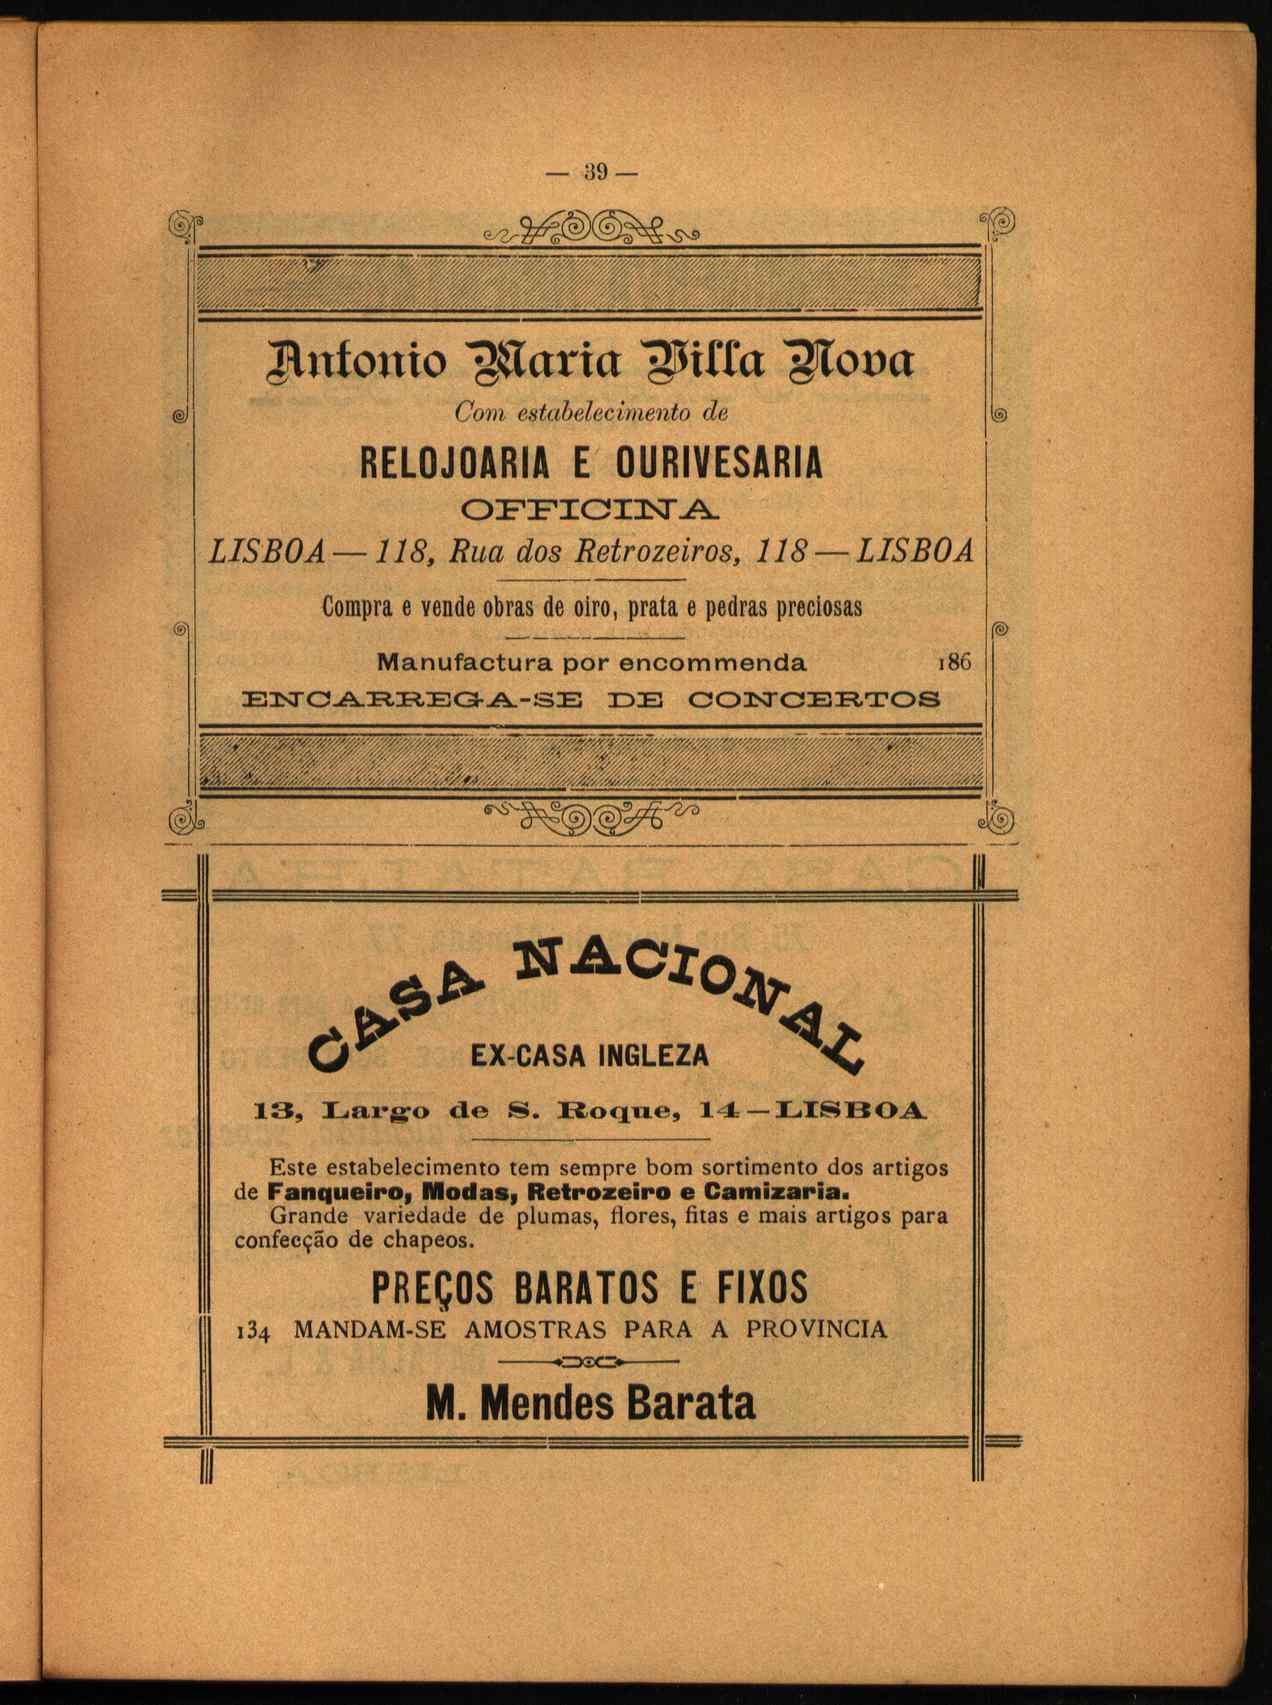 — 39 —
Antonio Maria Villa Nova
Com estabelecimento de
RELOJOARIA E OURIVESARIA
OFFICINA
LISBOA — 118, Rua dos Retrozeiros, 118 — LISBOA
Compra e vende obras de oiro, prata e pedras preciosas
Manufactura por encommenda 186
ENCARREGA-SE DE CONCERTOS
CASA NACIONAL
EX-CASA INGLEZA
13, Largo de S. Roque, 14 — LISBOA
Este estabelecimento tem sempre bom sortimento dos artigos
de Fanqueiro, Modas, Retrozeiro e Camizaria.
Grande variedade de plumas, flores, fitas e mais artigos para
confecção de chapeos.
PREÇOS BARATOS E FIXOS
134 MANDAM-SE AMOSTRAS PARA A PROVINCIA
M. Mendes Barata